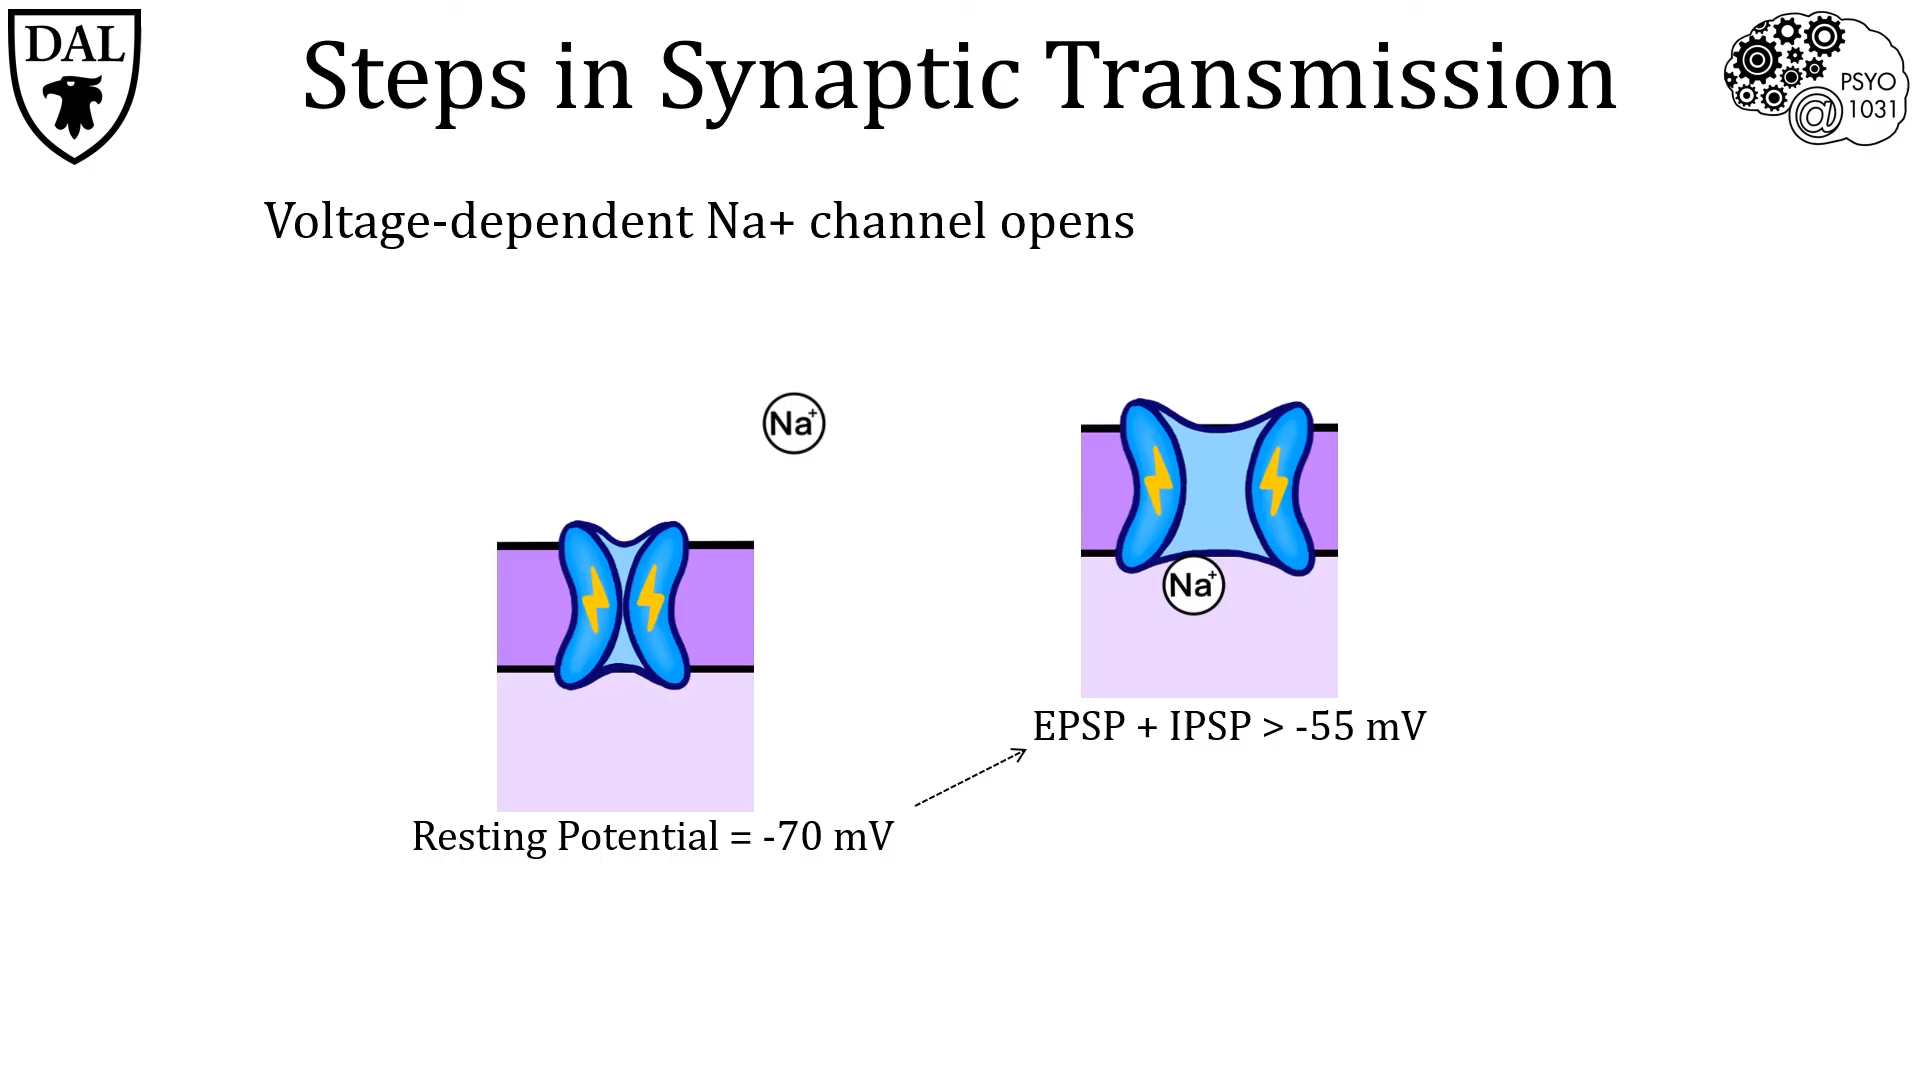 DAL
Steps in Synaptic Transmission
PSYO
@ 1031
Voltage-dependent Na+ channel opens
Na+
Na+
EPSP + IPSP > -55 mV
Resting Potential = -70 mV